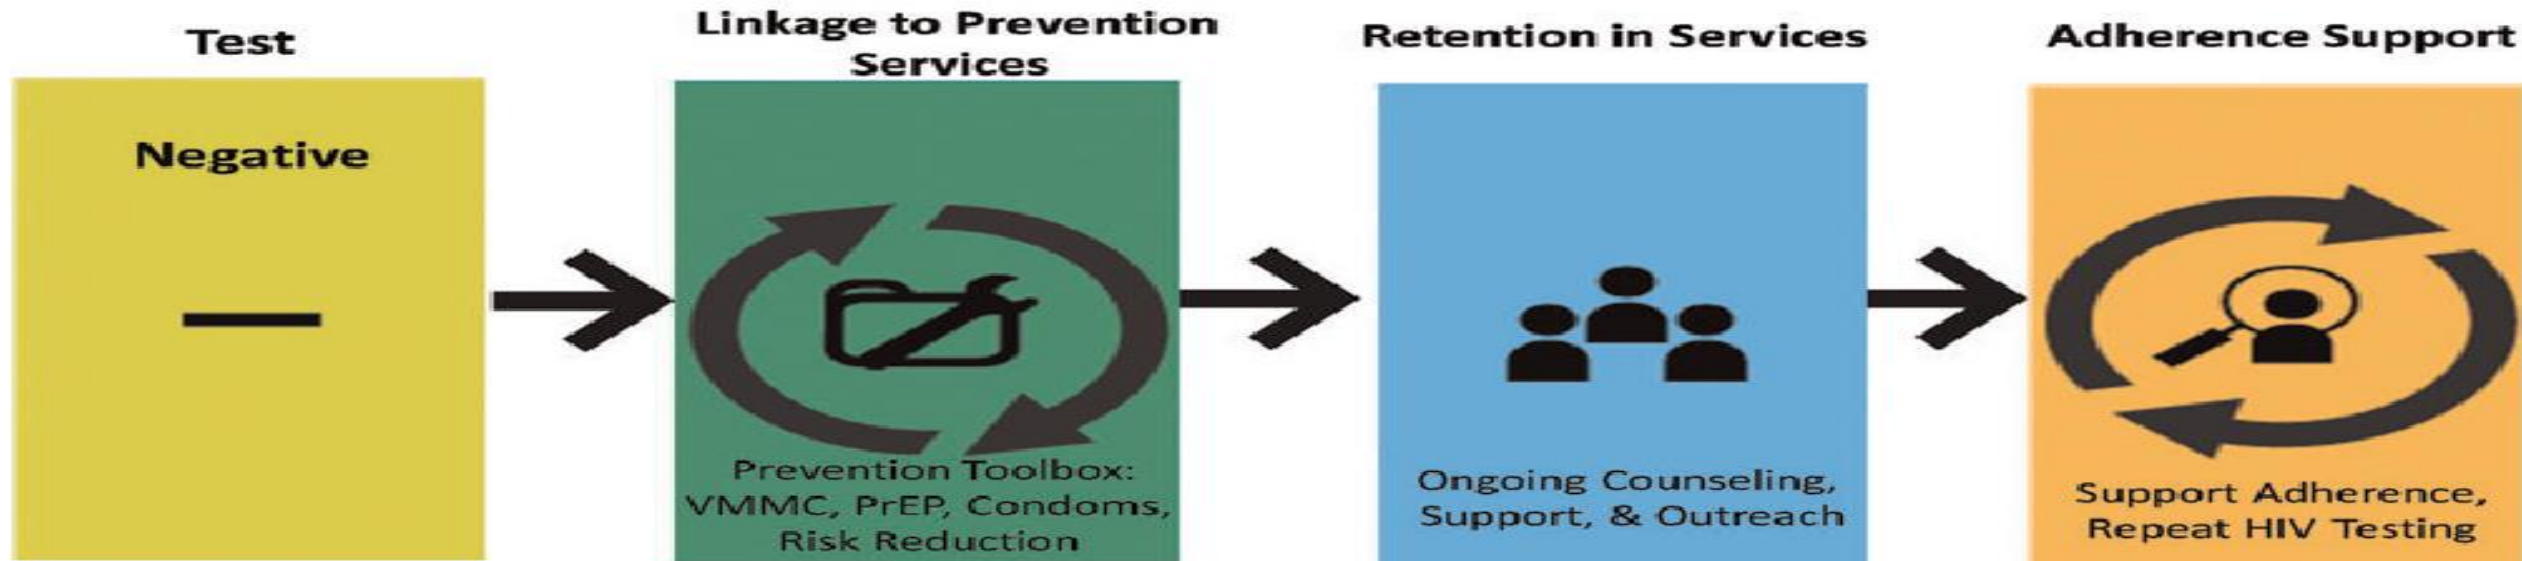 Test
Negative
Linkage to Prevention
Services
Prevention Toolbox:
VMMC, PrEP, Condoms,
Risk Reduction
Retention in Services
Ongoing Counseling,
Support, & Outreach
Adherence Support
Support Adherence,
Repeat HIV Testing